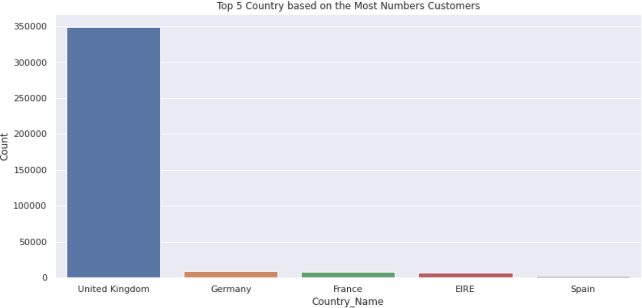 Top 5 Country based on the Most Numbers Customers
350000
300000
250000
200000
150000
100000
50000
0
Count
United Kingdom Germany France EIRE Spain
Country_Name